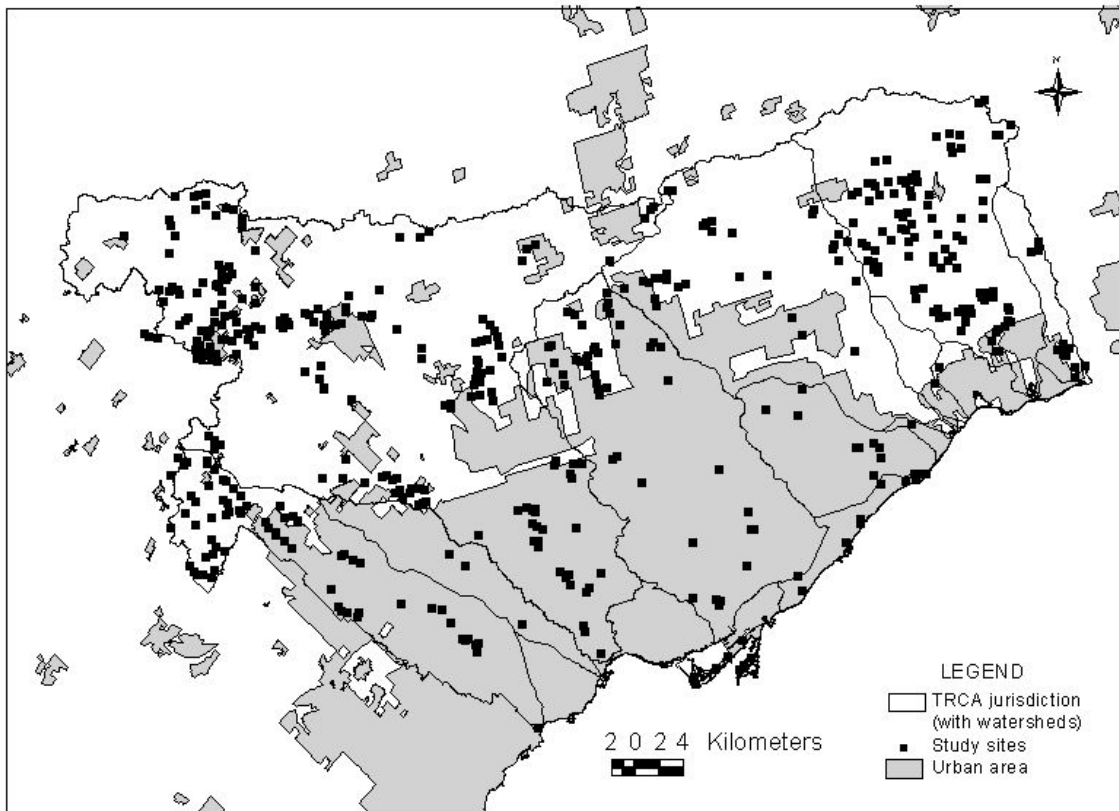 N
LEGEND
TRCA jurisdiction
(with watersheds)
Study sites
Urban area
2 0 2 4 Kilometers